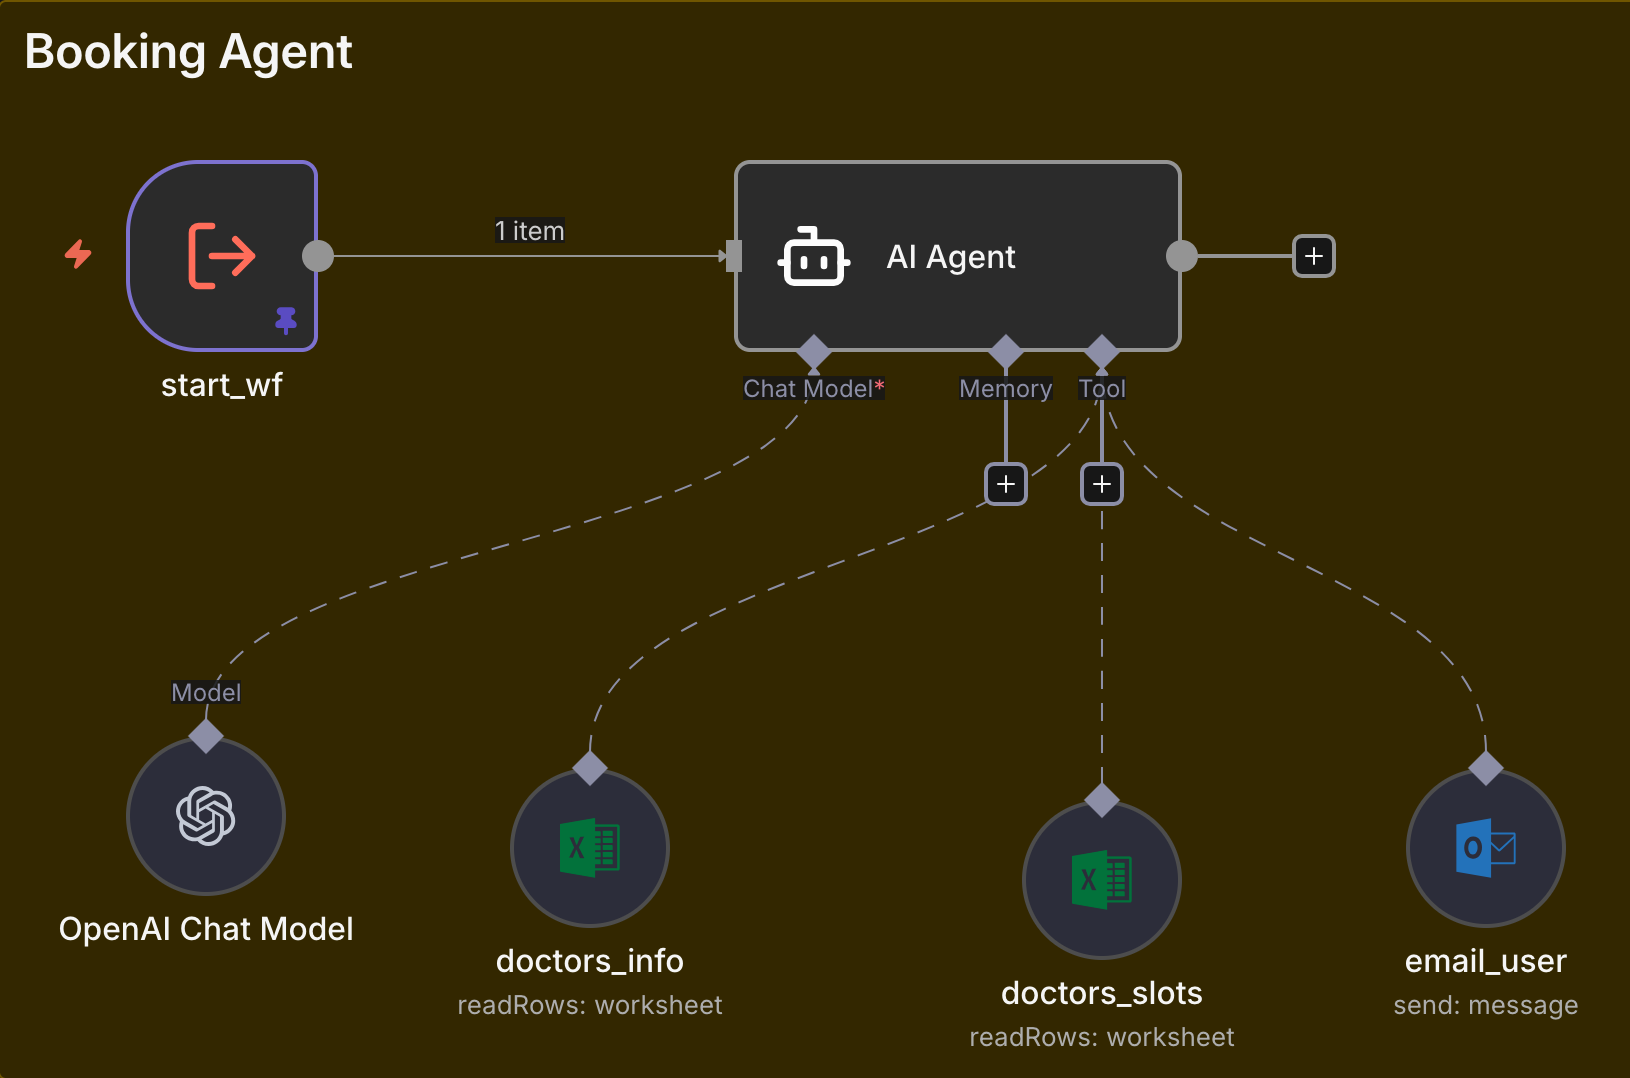 Booking Agent
1 item
AI Agent
start_wf
Chat Model*
Memory
Tool
Model
OpenAI Chat Model
doctors_info
readRows: worksheet
doctors_slots
readRows: worksheet
email_user
send: message